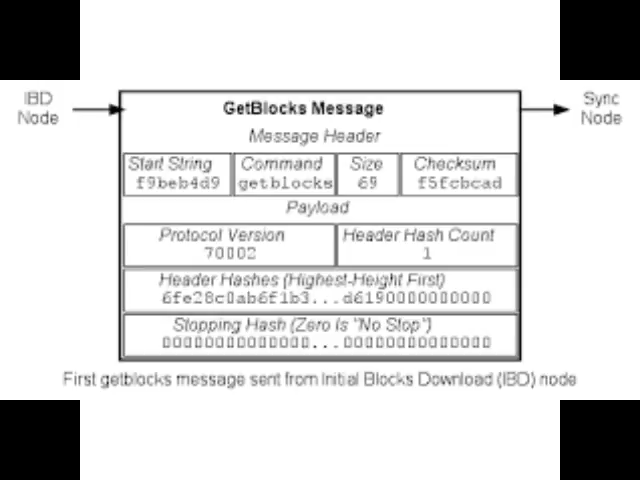 IBD
Node
Sync
Node
GetBlocks Message
Message Header
Start String Command Size Checksum
f9beb4d9 getblocks 69 f5fcbcad
Payload
Protocol Version Header Hash Count
70002 1
Header Hashes (Highest-Height First)
6fe28c0ab6f1b3...d6190000000000
Stopping Hash (Zero Is "No Stop")
00000000000000...00000000000000
First getblocks message sent from Initial Blocks Download (IBD) node